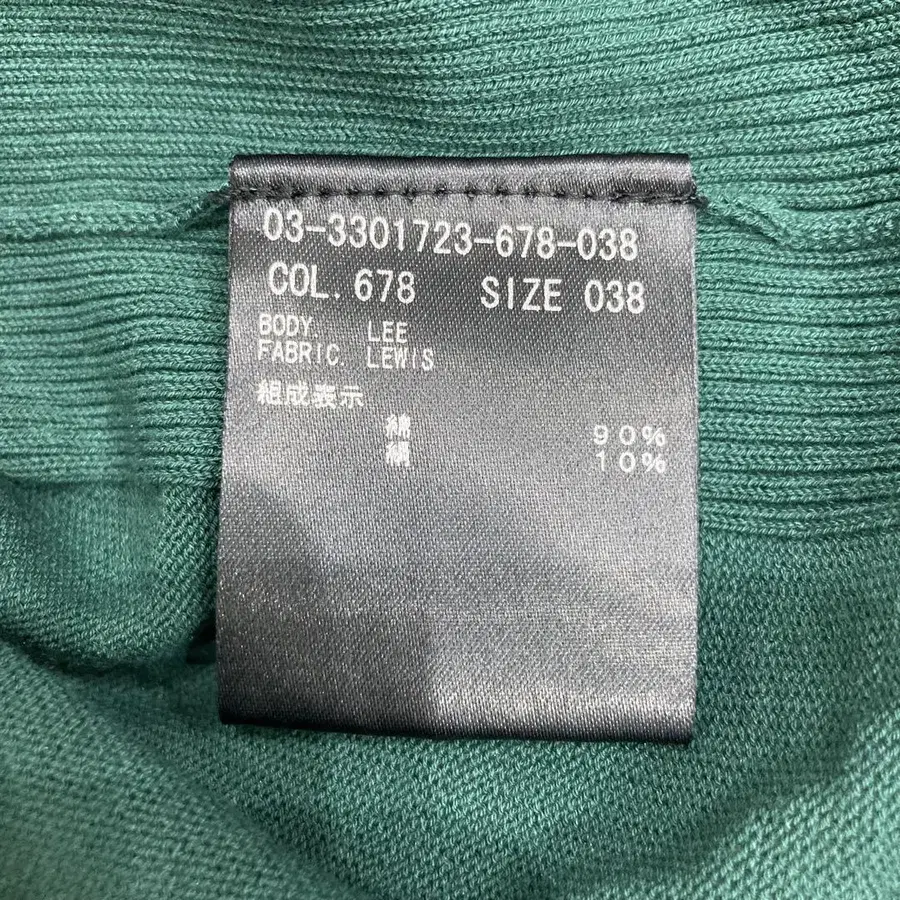 03-3301723-678-038
COL. 678 SIZE 038
BODY. LEE
FABRIC. LEWIS
組成表示
綿 90%
絹 10%